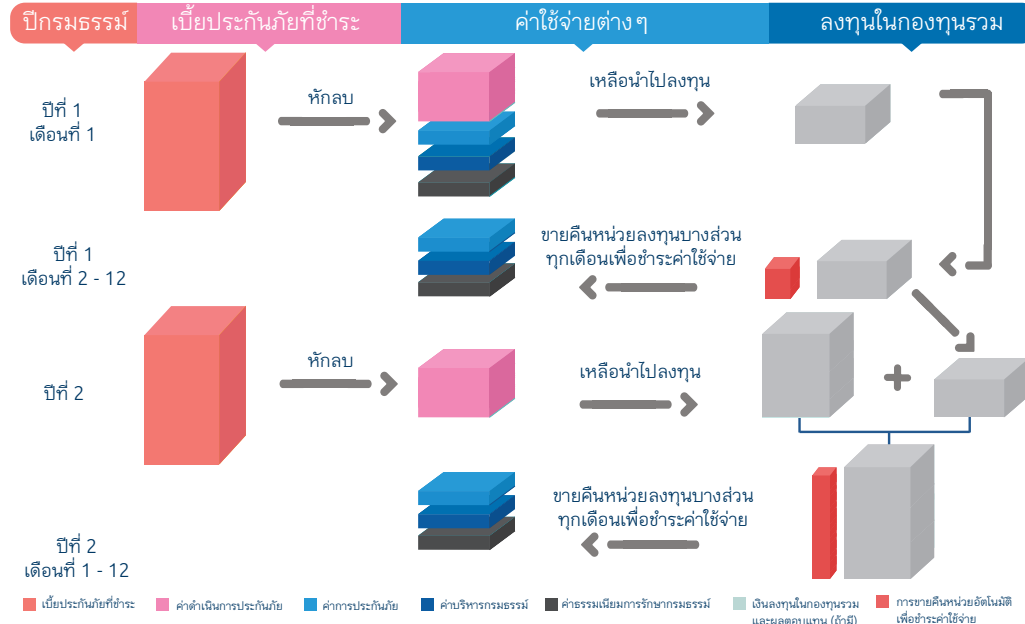 ปีกรมธรรม์ เบี้ยประกันภัยที่ชำระ ค่าใช้จ่ายต่างๆ ลงทุนในกองทุนรวม
ปีที่ 1
เดือนที่ 1
หักลบ
เหลือนำไปลงทุน
ปีที่ 1
เดือนที่ 2 - 12
ขายคืนหน่วยลงทุนบางส่วน
ทุกเดือนเพื่อชำระค่าใช้จ่าย
ปีที่ 2
หักลบ
เหลือนำไปลงทุน
ปีที่ 2
เดือนที่ 1 - 12
ขายคืนหน่วยลงทุนบางส่วน
ทุกเดือนเพื่อชำระค่าใช้จ่าย
เบี้ยประกันภัยที่ชำระ
ค่าดำเนินการประกันภัย
ค่าการประกันภัย
ค่าบริหารกรมธรรม์
ค่าธรรมเนียมการรักษากรมธรรม์
เงินลงทุนในกองทุนรวม
และผลตอบแทน (ถ้ามี)
การขายคืนหน่วยอัตโนมัติ
เพื่อชำระค่าใช้จ่าย